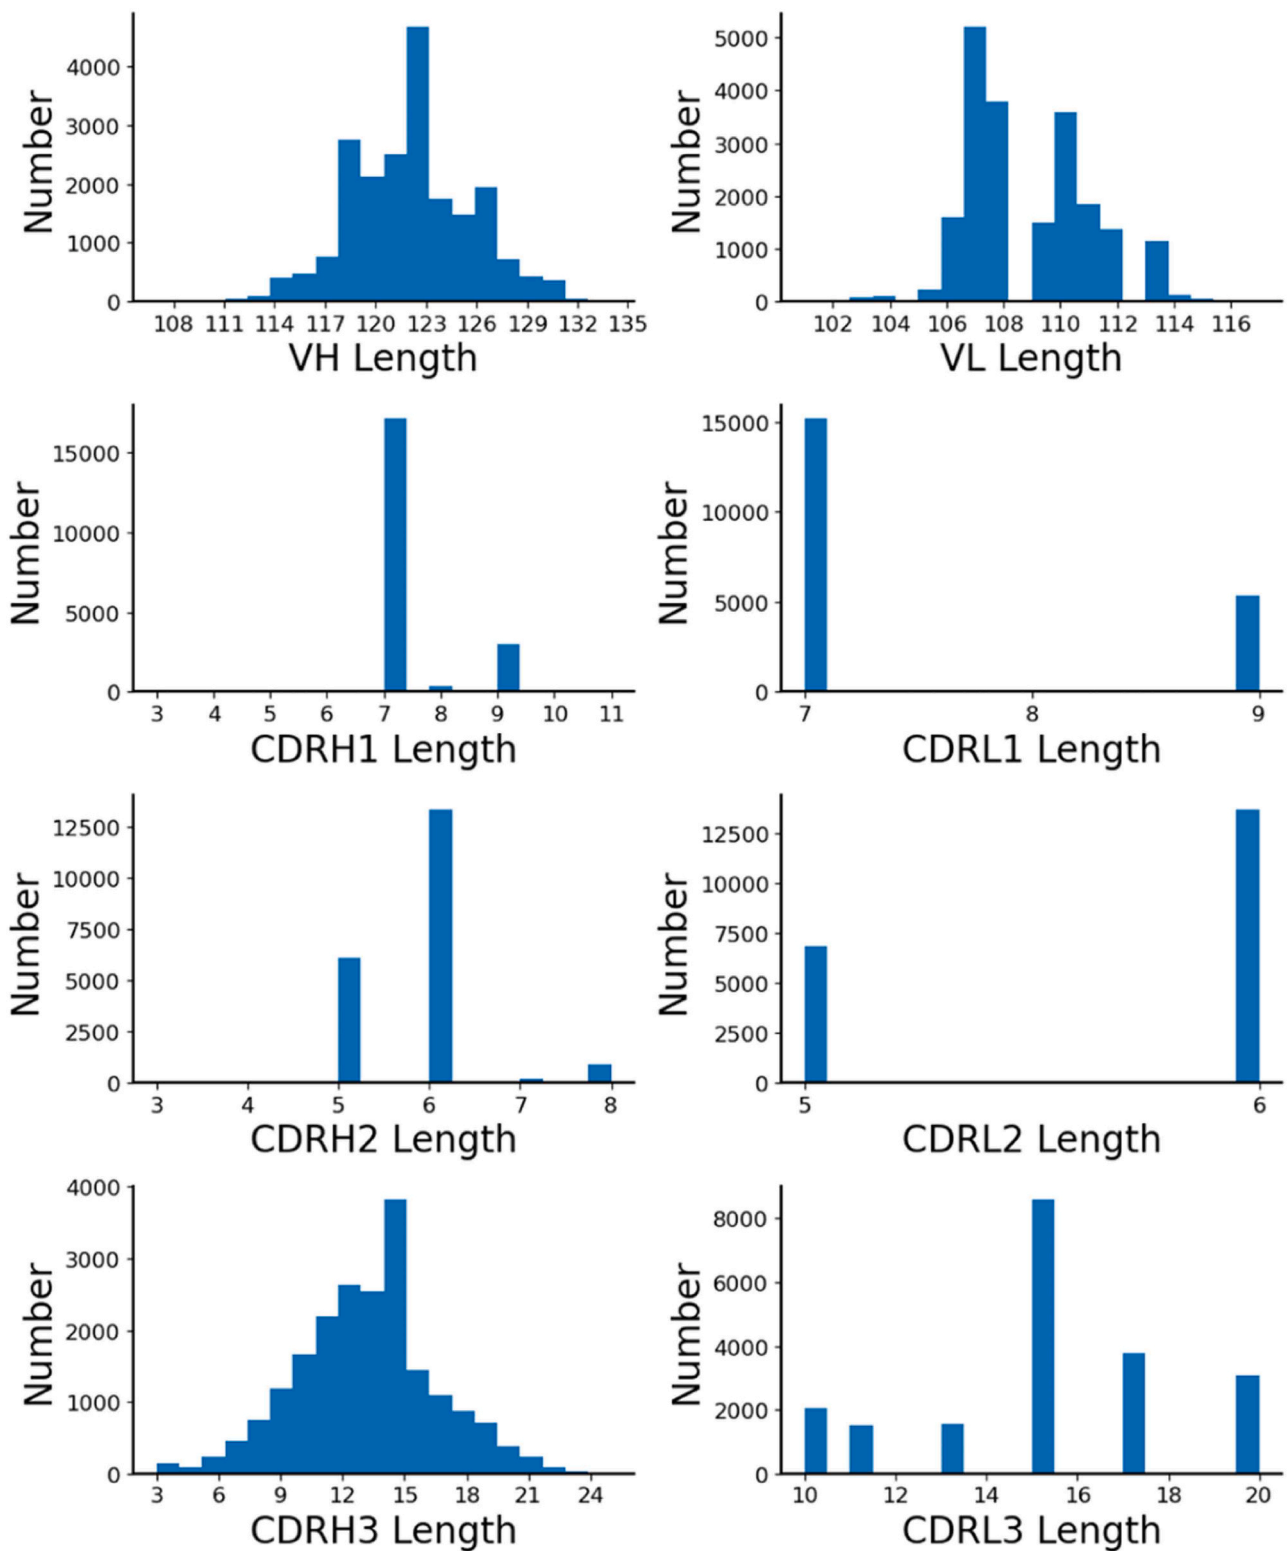 Number
4000
3000
2000
1000
0
108 111 114 117 120 123 126 129 132 135
VH Length
Number
5000
4000
3000
2000
1000
0
102 104 106 108 110 112 114 116
VL Length
Number
15000
10000
5000
0
3 4 5 6 7 8 9 10 11
CDRH1 Length
Number
15000
10000
5000
0
7 8 9
CDRL1 Length
Number
12500
10000
7500
5000
2500
0
3 4 5 6 7 8
CDRH2 Length
Number
12500
10000
7500
5000
2500
0
5 6
CDRL2 Length
Number
4000
3000
2000
1000
0
3 6 9 12 15 18 21 24
CDRH3 Length
Number
8000
6000
4000
2000
0
10 12 14 16 18 20
CDRL3 Length